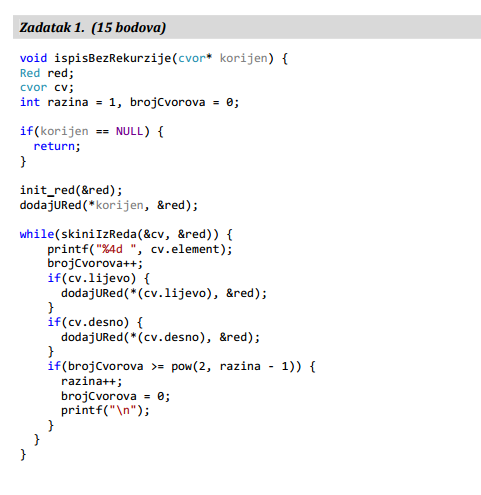 Zadatak 1. (15 bodova)
void ispisBezRekurzije(cvor* korijen) {
Red red;
cvor cv;
int razina = 1, brojCvorova = 0;
if(korijen == NULL) {
return;
}
init_red(&red);
dodajURed(*korijen, &red);
while(skiniIzReda(&cv, &red)) {
printf("%4d ", cv.element);
brojCvorova++;
if(cv.lijevo) {
dodajURed(*(cv.lijevo), &red);
}
if(cv.desno) {
dodajURed(*(cv.desno), &red);
}
if(brojCvorova >= pow(2, razina - 1)) {
razina++;
brojCvorova = 0;
printf("\n");
}
}
}